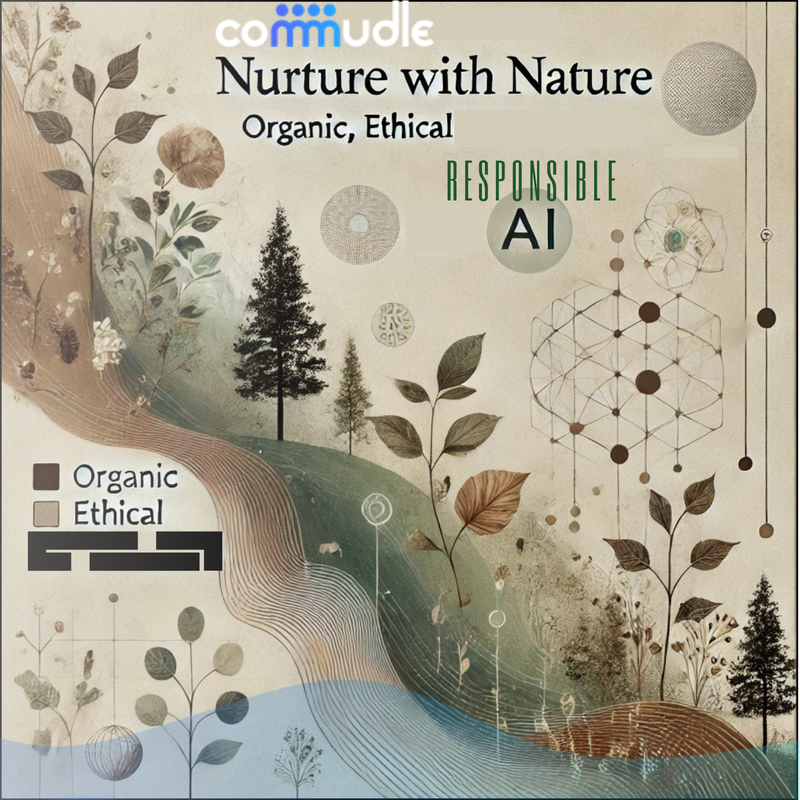 commudle
Nurture with Nature
Organic, Ethical
RESPONSIBLE
AI
Organic
Ethical